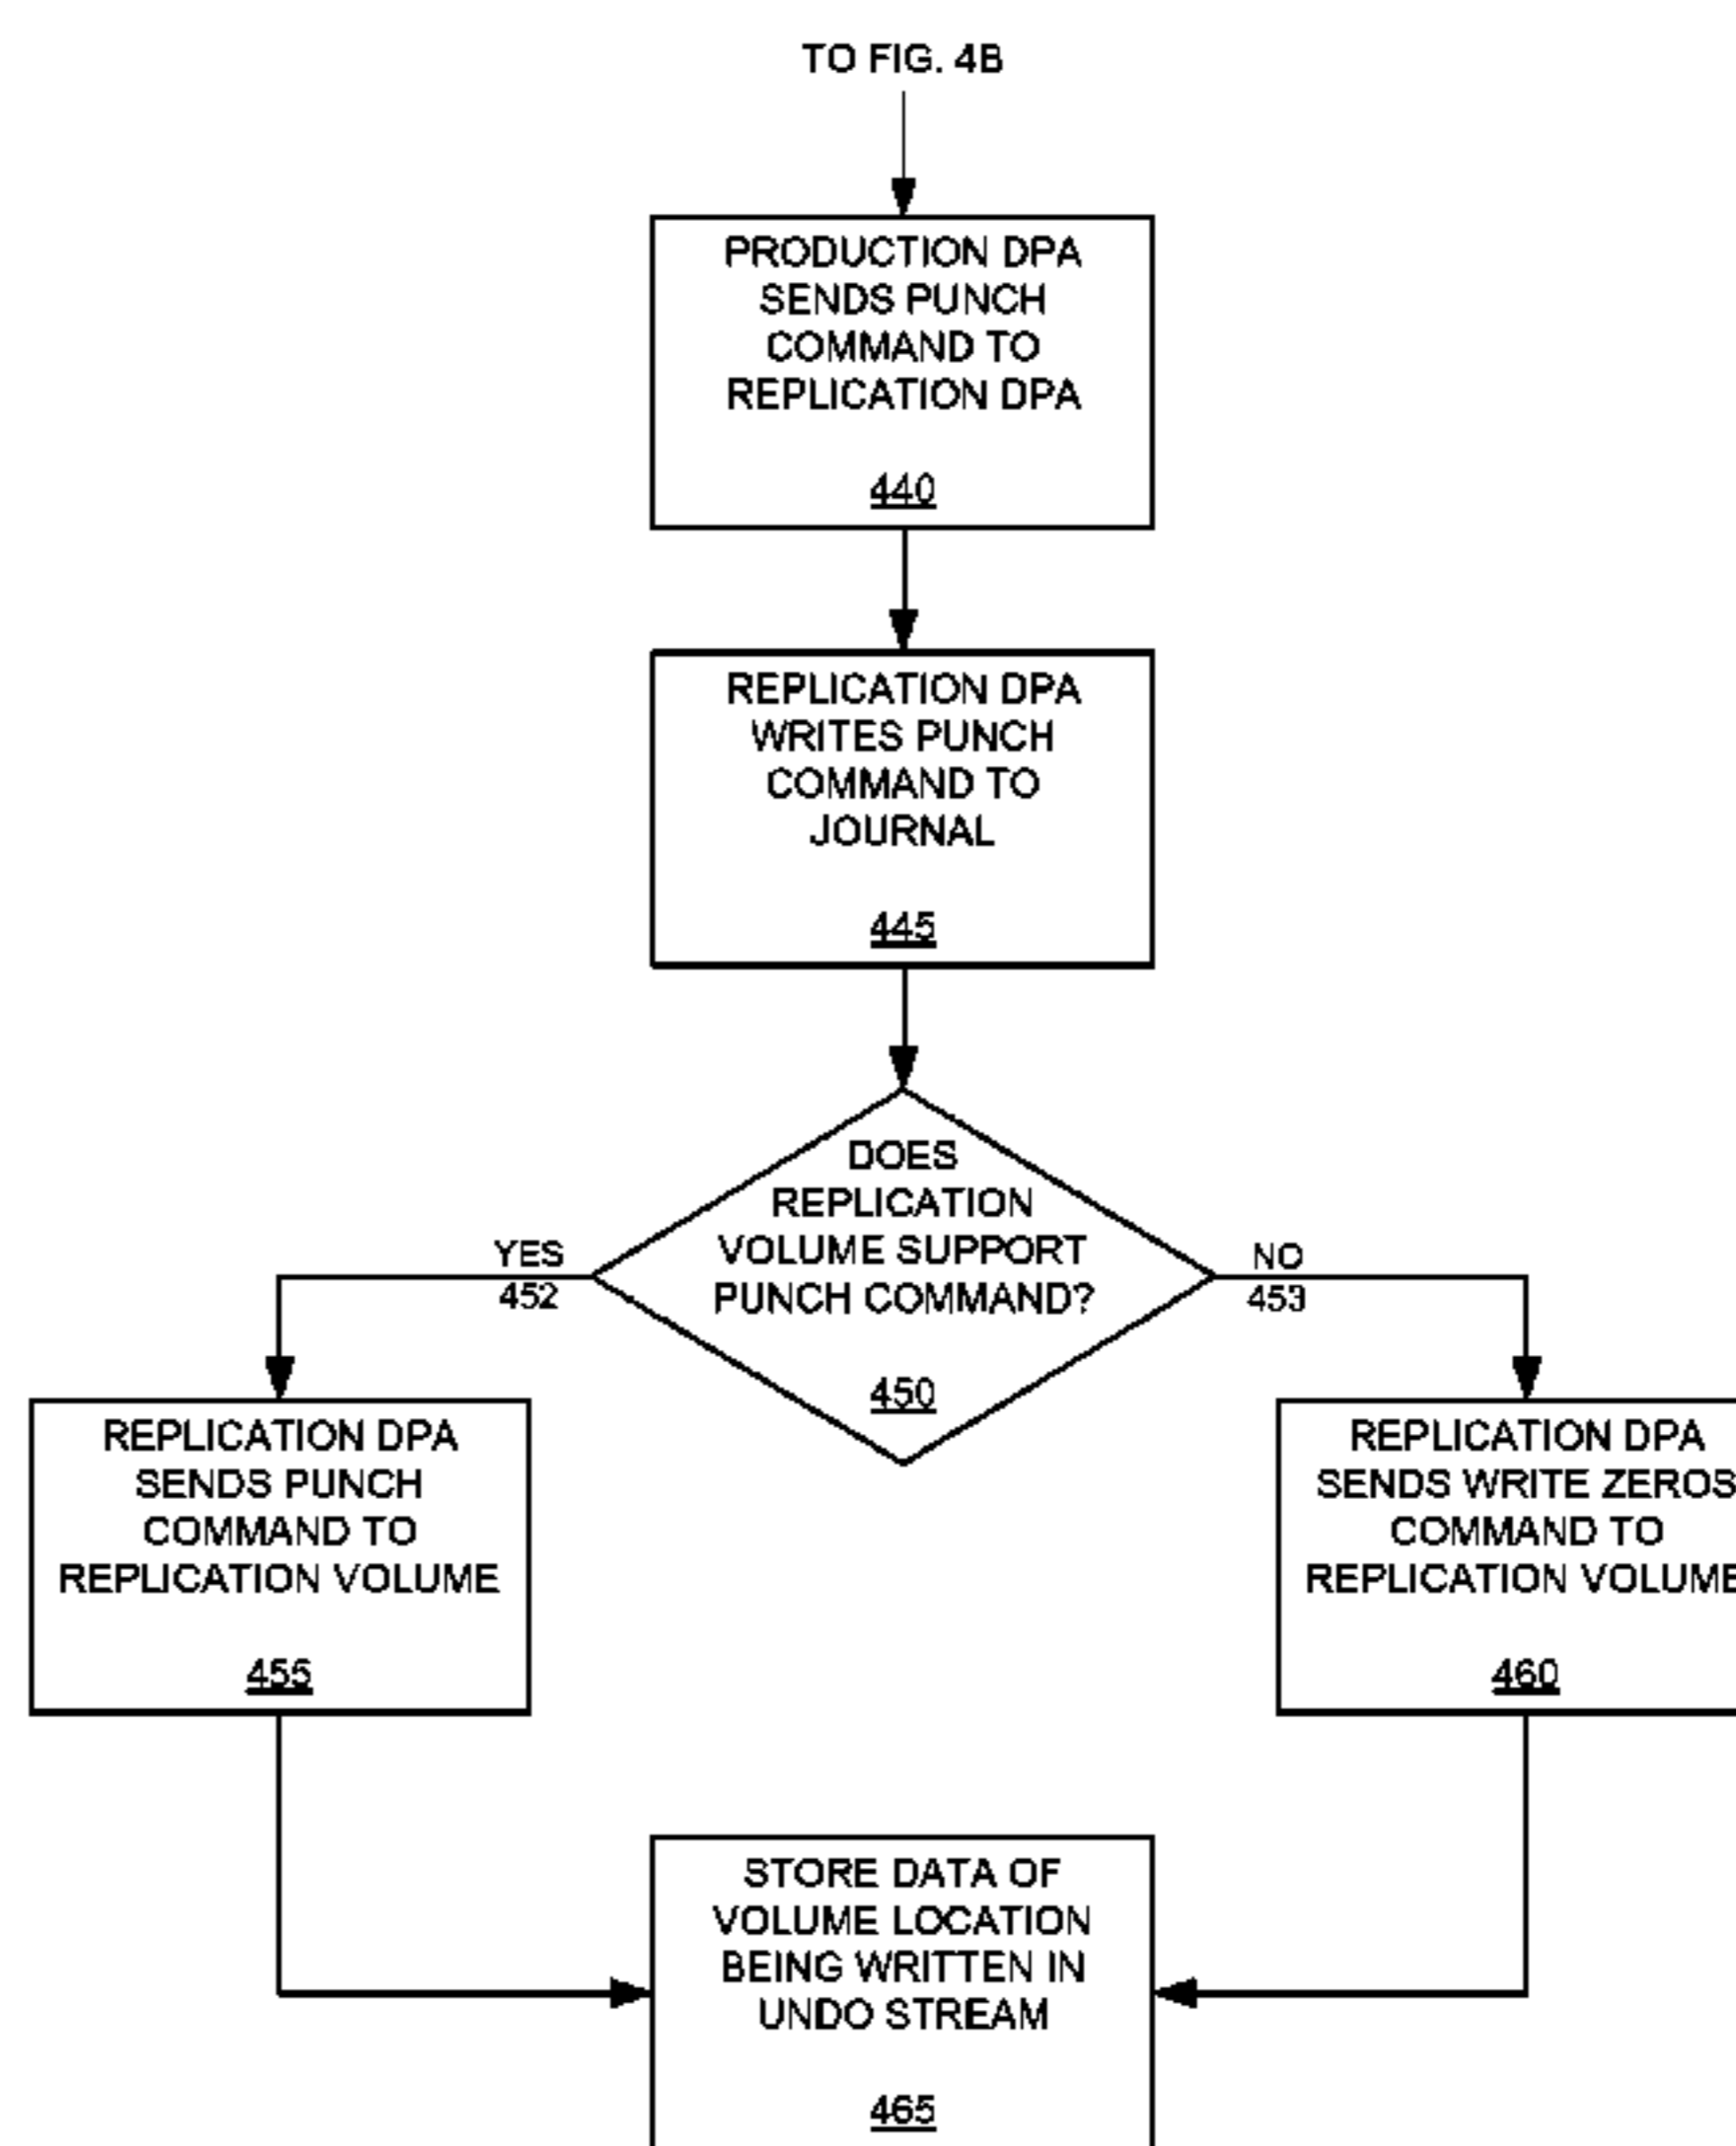 TO FIG. 4B
PRODUCTION DPA
SENDS PUNCH
COMMAND TO
REPLICATION DPA
440
REPLICATION DPA
WRITES PUNCH
COMMAND TO
JOURNAL
445
DOES
REPLICATION
VOLUME SUPPORT
PUNCH COMMAND?
450
YES
452
NO
453
REPLICATION DPA
SENDS PUNCH
COMMAND TO
REPLICATION VOLUME
455
REPLICATION DPA
SENDS WRITE ZEROS
COMMAND TO
REPLICATION VOLUME
460
STORE DATA OF
VOLUME LOCATION
BEING WRITTEN IN
UNDO STREAM
465